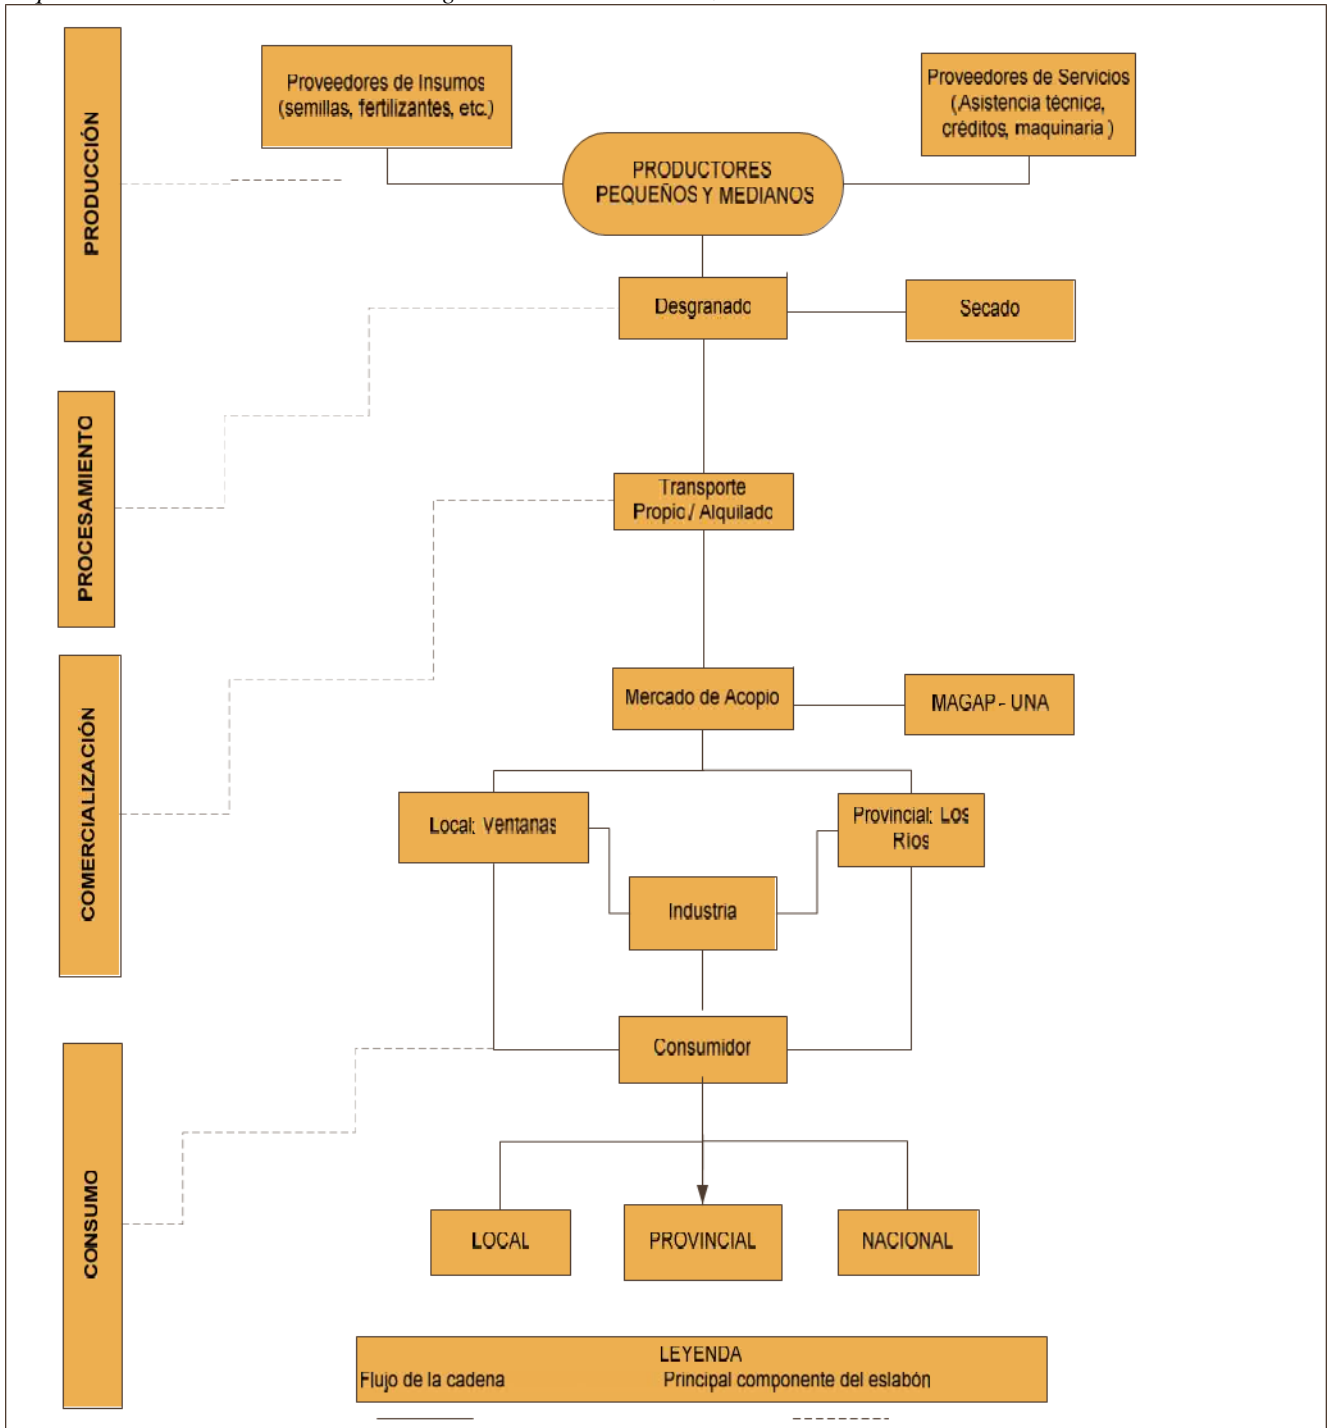 PRODUCCIÓN
Proveedores de Insumos
(semillas, fertilizantes, etc.)
Proveedores de Servicios
(Asistencia técnica,
créditos, maquinaria )
PRODUCTORES
PEQUEÑOS Y MEDIANOS
Desgranado
Secado
PROCESAMIENTO
Transporte
Propio / Alquilado
COMERCIALIZACIÓN
Mercado de Acopio
MAGAP - UNA
Local: Ventanas
Provincial: Los
Ríos
Industria
CONSUMO
Consumidor
LOCAL
PROVINCIAL
NACIONAL
LEYENDA
Flujo de la cadena
Principal componente del eslabón